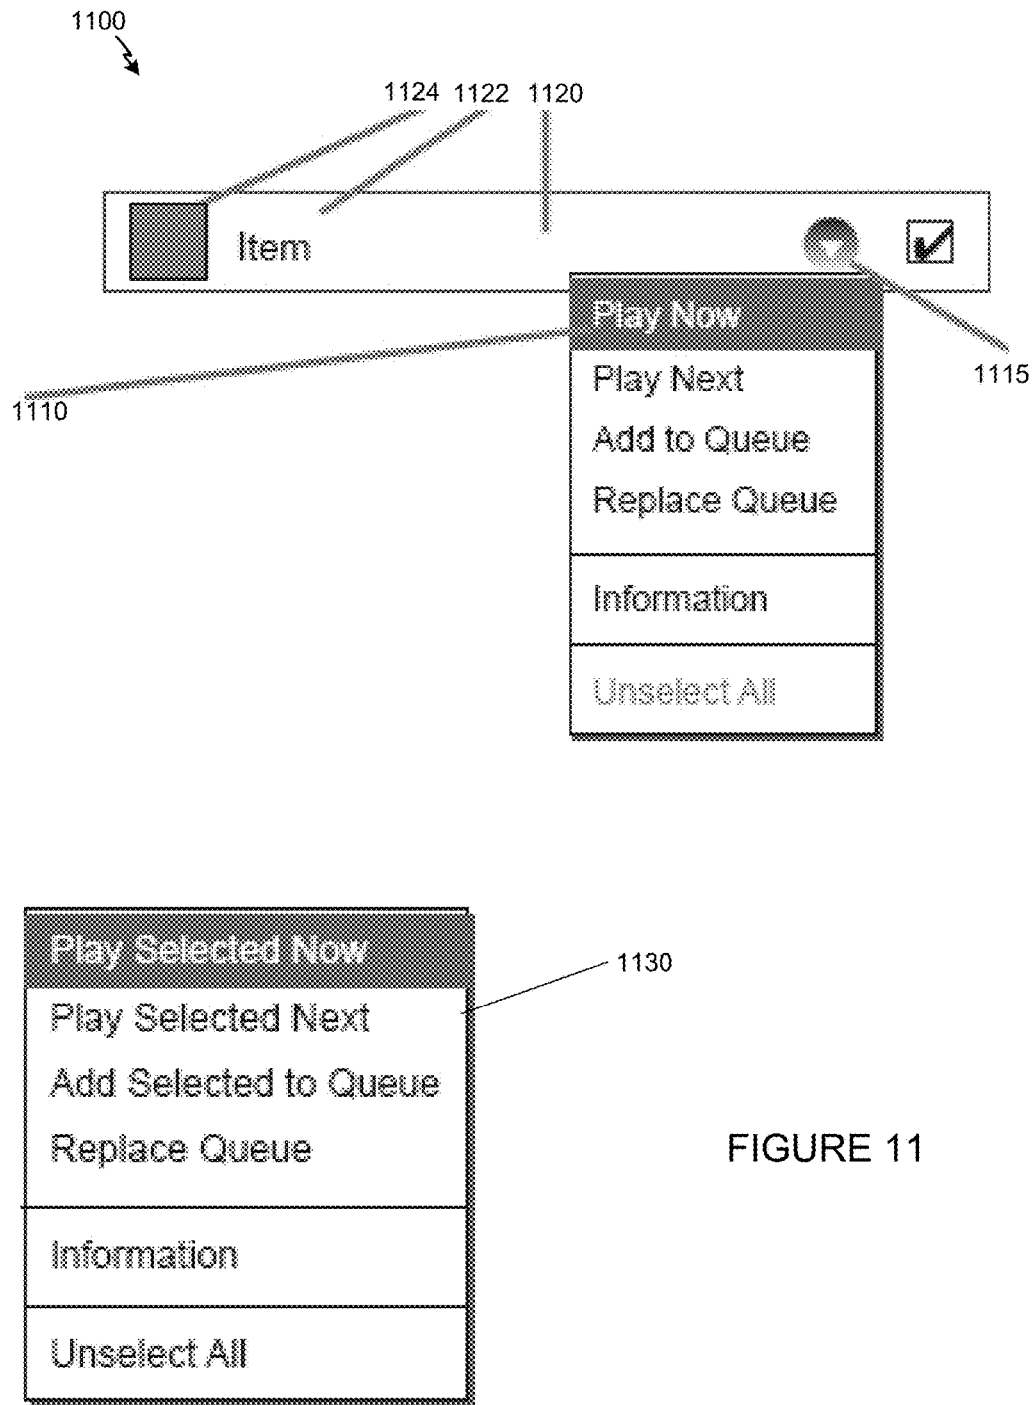 1100
1124 1122 1120
Item
Play Now
1115
Play Next
1110
Add to Queue
Replace Queue
Information
Unselect All
Play Selected Now
1130
Play Selected Next
Add Selected to Queue
Replace Queue
FIGURE 11
Information
Unselect All